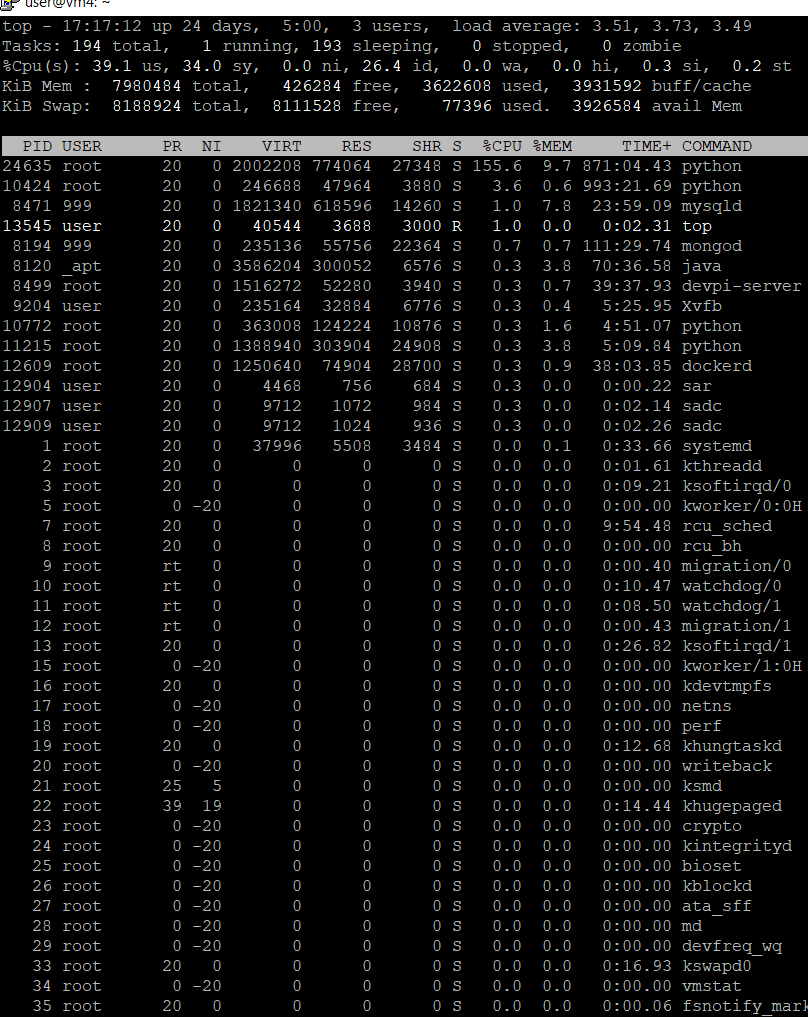 user@vm4: ~
top - 17:17:12 up 24 days,  5:00,  3 users,  load average: 3.51, 3.73, 3.49
Tasks: 194 total,   1 running, 193 sleeping,   0 stopped,   0 zombie
%Cpu(s): 39.1 us, 34.0 sy,  0.0 ni, 26.4 id,  0.0 wa,  0.0 hi,  0.3 si,  0.2 st
KiB Mem :  7980484 total,   426284 free,  3622608 used,  3931592 buff/cache
KiB Swap:  8188924 total,  8111528 free,    77396 used.  3926584 avail Mem
PID USER PR NI VIRT RES SHR S %CPU %MEM TIME+ COMMAND
24635 root 20 0 2002208 774064 27348 S 155.6 9.7 871:04.43 python
10424 root 20 0 246688 47964 3880 S 3.6 0.6 993:21.69 python
8471 999 20 0 1821340 618596 14260 S 1.0 7.8 23:59.09 mysqld
13545 user 20 0 40544 3688 3000 R 1.0 0.0 0:02.31 top
8194 999 20 0 235136 55756 22364 S 0.7 0.7 111:29.74 mongod
8120 _apt 20 0 3586204 300052 6576 S 0.3 3.8 70:36.58 java
8499 root 20 0 1516272 52280 3940 S 0.3 0.7 39:37.93 devpi-server
9204 user 20 0 235164 32884 6776 S 0.3 0.4 5:25.95 Xvfb
10772 root 20 0 363008 124224 10876 S 0.3 1.6 4:51.07 python
11215 root 20 0 1388940 303904 24908 S 0.3 3.8 5:09.84 python
12609 root 20 0 1250640 74904 28700 S 0.3 0.9 38:03.85 dockerd
12904 user 20 0 4468 756 684 S 0.3 0.0 0:00.22 sar
12907 user 20 0 9712 1072 984 S 0.3 0.0 0:02.14 sadc
12909 user 20 0 9712 1024 936 S 0.3 0.0 0:02.26 sadc
1 root 20 0 37996 5508 3484 S 0.0 0.1 0:33.66 systemd
2 root 20 0 0 0 0 S 0.0 0.0 0:01.61 kthreadd
3 root 20 0 0 0 0 S 0.0 0.0 0:09.21 ksoftirqd/0
5 root 0 -20 0 0 0 S 0.0 0.0 0:00.00 kworker/0:0H
7 root 20 0 0 0 0 S 0.0 0.0 9:54.48 rcu_sched
8 root 20 0 0 0 0 S 0.0 0.0 0:00.00 rcu_bh
9 root rt 0 0 0 0 S 0.0 0.0 0:00.40 migration/0
10 root rt 0 0 0 0 S 0.0 0.0 0:10.47 watchdog/0
11 root rt 0 0 0 0 S 0.0 0.0 0:08.50 watchdog/1
12 root rt 0 0 0 0 S 0.0 0.0 0:00.43 migration/1
13 root 20 0 0 0 0 S 0.0 0.0 0:26.82 ksoftirqd/1
15 root 0 -20 0 0 0 S 0.0 0.0 0:00.00 kworker/1:0H
16 root 20 0 0 0 0 S 0.0 0.0 0:00.00 kdevtmpfs
17 root 0 -20 0 0 0 S 0.0 0.0 0:00.00 netns
18 root 0 -20 0 0 0 S 0.0 0.0 0:00.00 perf
19 root 20 0 0 0 0 S 0.0 0.0 0:12.68 khungtaskd
20 root 0 -20 0 0 0 S 0.0 0.0 0:00.00 writeback
21 root 25 5 0 0 0 S 0.0 0.0 0:00.00 ksmd
22 root 39 19 0 0 0 S 0.0 0.0 0:14.44 khugepaged
23 root 0 -20 0 0 0 S 0.0 0.0 0:00.00 crypto
24 root 0 -20 0 0 0 S 0.0 0.0 0:00.00 kintegrityd
25 root 0 -20 0 0 0 S 0.0 0.0 0:00.00 bioset
26 root 0 -20 0 0 0 S 0.0 0.0 0:00.00 kblockd
27 root 0 -20 0 0 0 S 0.0 0.0 0:00.00 ata_sff
28 root 0 -20 0 0 0 S 0.0 0.0 0:00.00 md
29 root 0 -20 0 0 0 S 0.0 0.0 0:00.00 devfreq_wq
33 root 20 0 0 0 0 S 0.0 0.0 0:16.93 kswapd0
34 root 0 -20 0 0 0 S 0.0 0.0 0:00.00 vmstat
35 root 20 0 0 0 0 S 0.0 0.0 0:00.06 fsnotify_mark